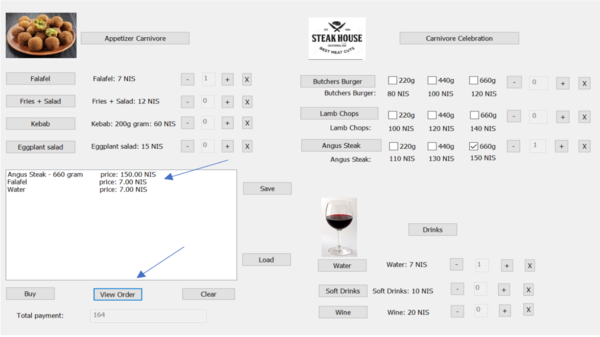 Appetizer Carnivore
STEAK HOUSE
BEST MEAT CUTS
Carnivore Celebration
Falafel Falafel: 7 NIS - 1 + X
Fries + Salad Fries + Salad: 12 NIS - 0 + X
Kebab Kebab: 200g gram: 60 NIS - 0 + X
Eggplant salad Eggplant salad: 15 NIS - 0 + X
Butchers Burger 220g 440g 660g - 0 + X
Butchers Burger: 80 NIS 100 NIS 120 NIS
Lamb Chops 220g 440g 660g - 0 + X
Lamb Chops: 100 NIS 120 NIS 140 NIS
Angus Steak 220g 440g 660g - 1 + X
Angus Steak: 110 NIS 130 NIS 150 NIS
Angus Steak - 660 gram price: 150.00 NIS
Falafel price: 7.00 NIS
Water price: 7.00 NIS
Save
Load
Buy View Order Clear
Total payment: 164
Drinks
Water Water: 7 NIS - 1 + X
Soft Drinks Soft Drinks: 10 NIS - 0 + X
Wine Wine: 20 NIS - 0 + X